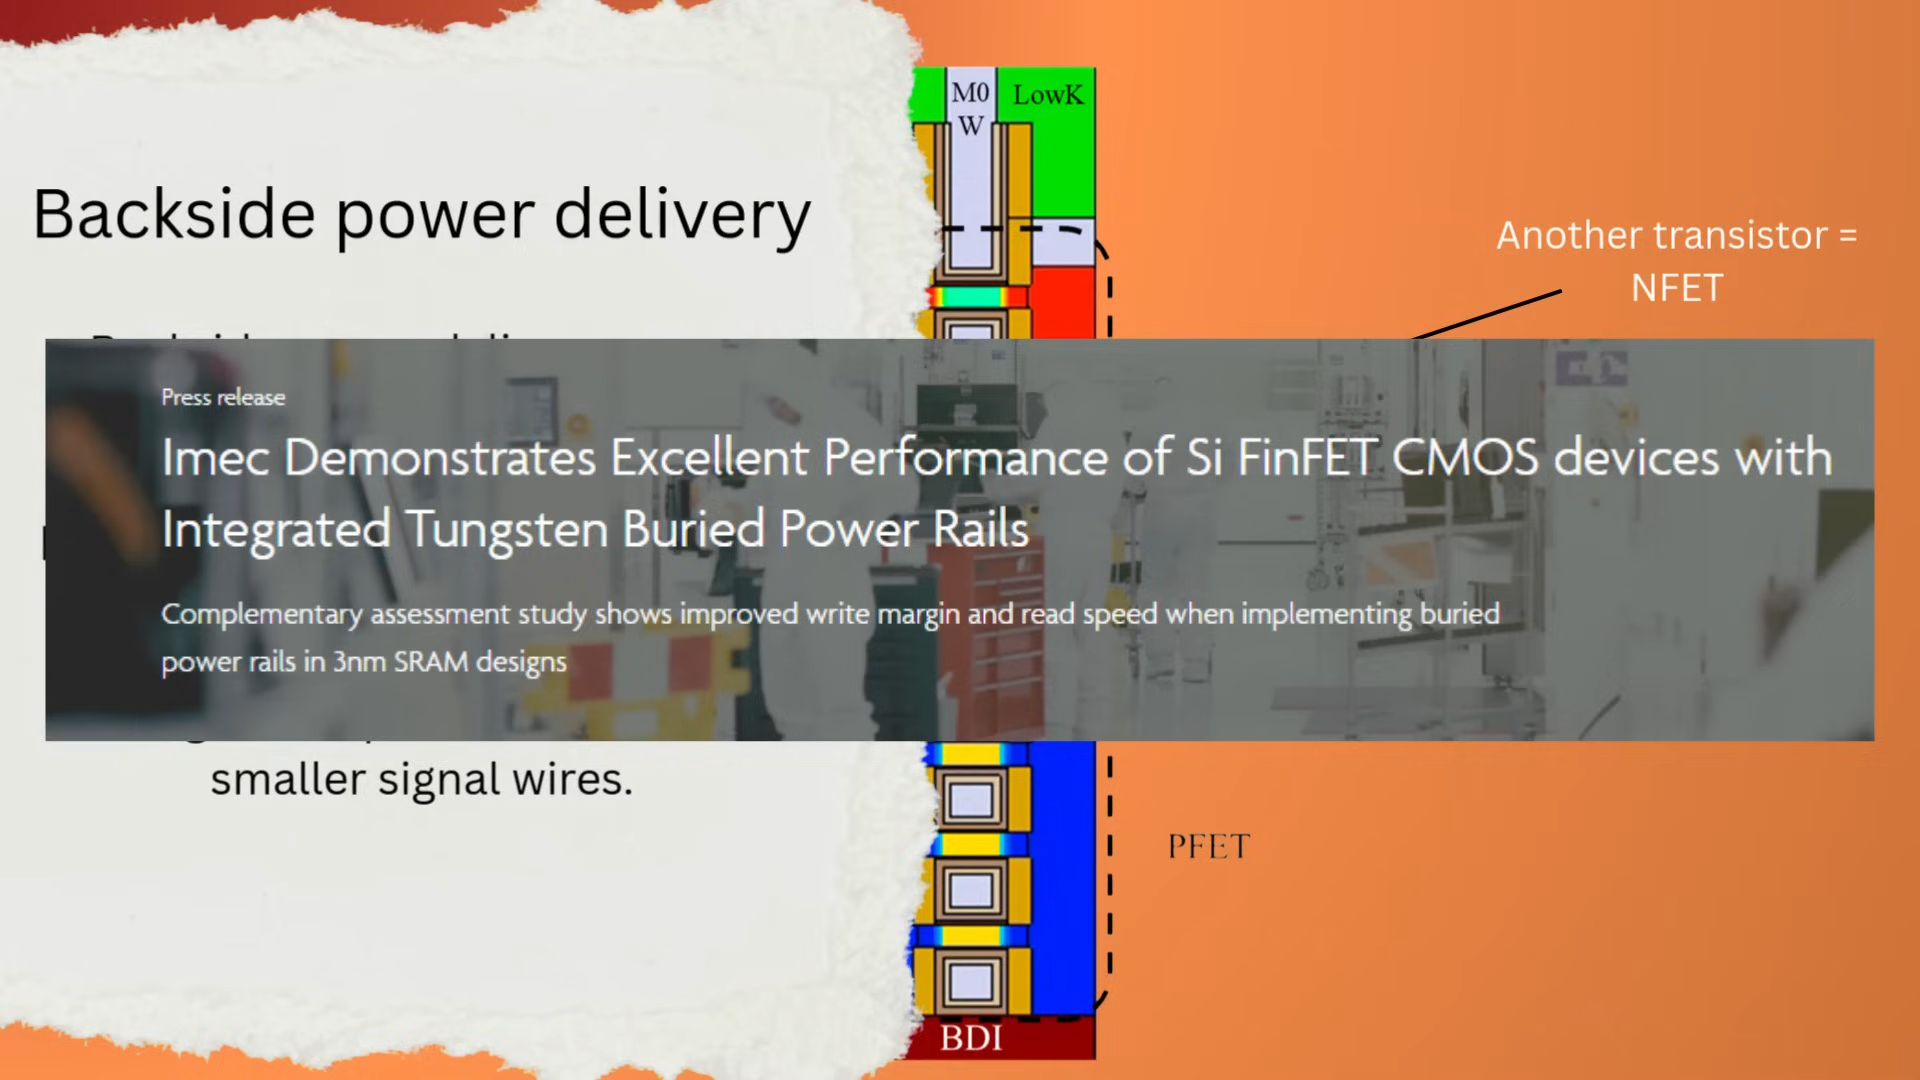 Backside power delivery
M0
W
LowK
Another transistor =
NFET
Press release
Imec Demonstrates Excellent Performance of Si FinFET CMOS devices with
Integrated Tungsten Buried Power Rails
Complementary assessment study shows improved write margin and read speed when implementing buried
power rails in 3nm SRAM designs
smaller signal wires.
PFET
BDI